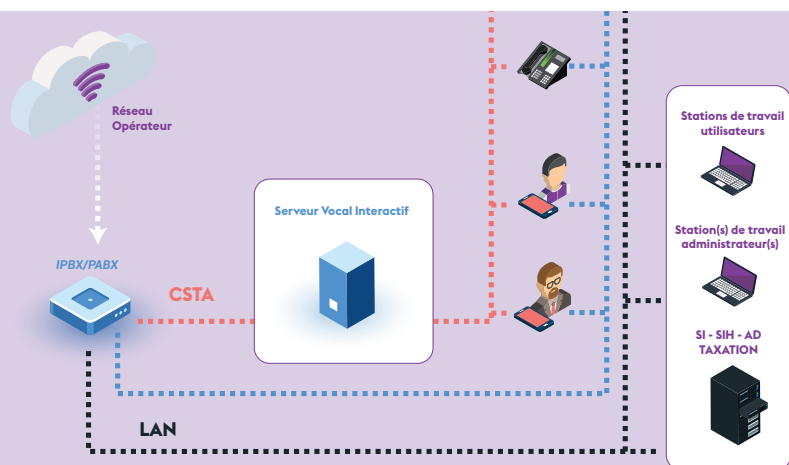 Réseau
Opérateur
IPBX/PABX
CSTA
Serveur Vocal Interactif
LAN
Stations de travail
utilisateurs
Station(s) de travail
administrateur(s)
SI - SIH - AD
TAXATION